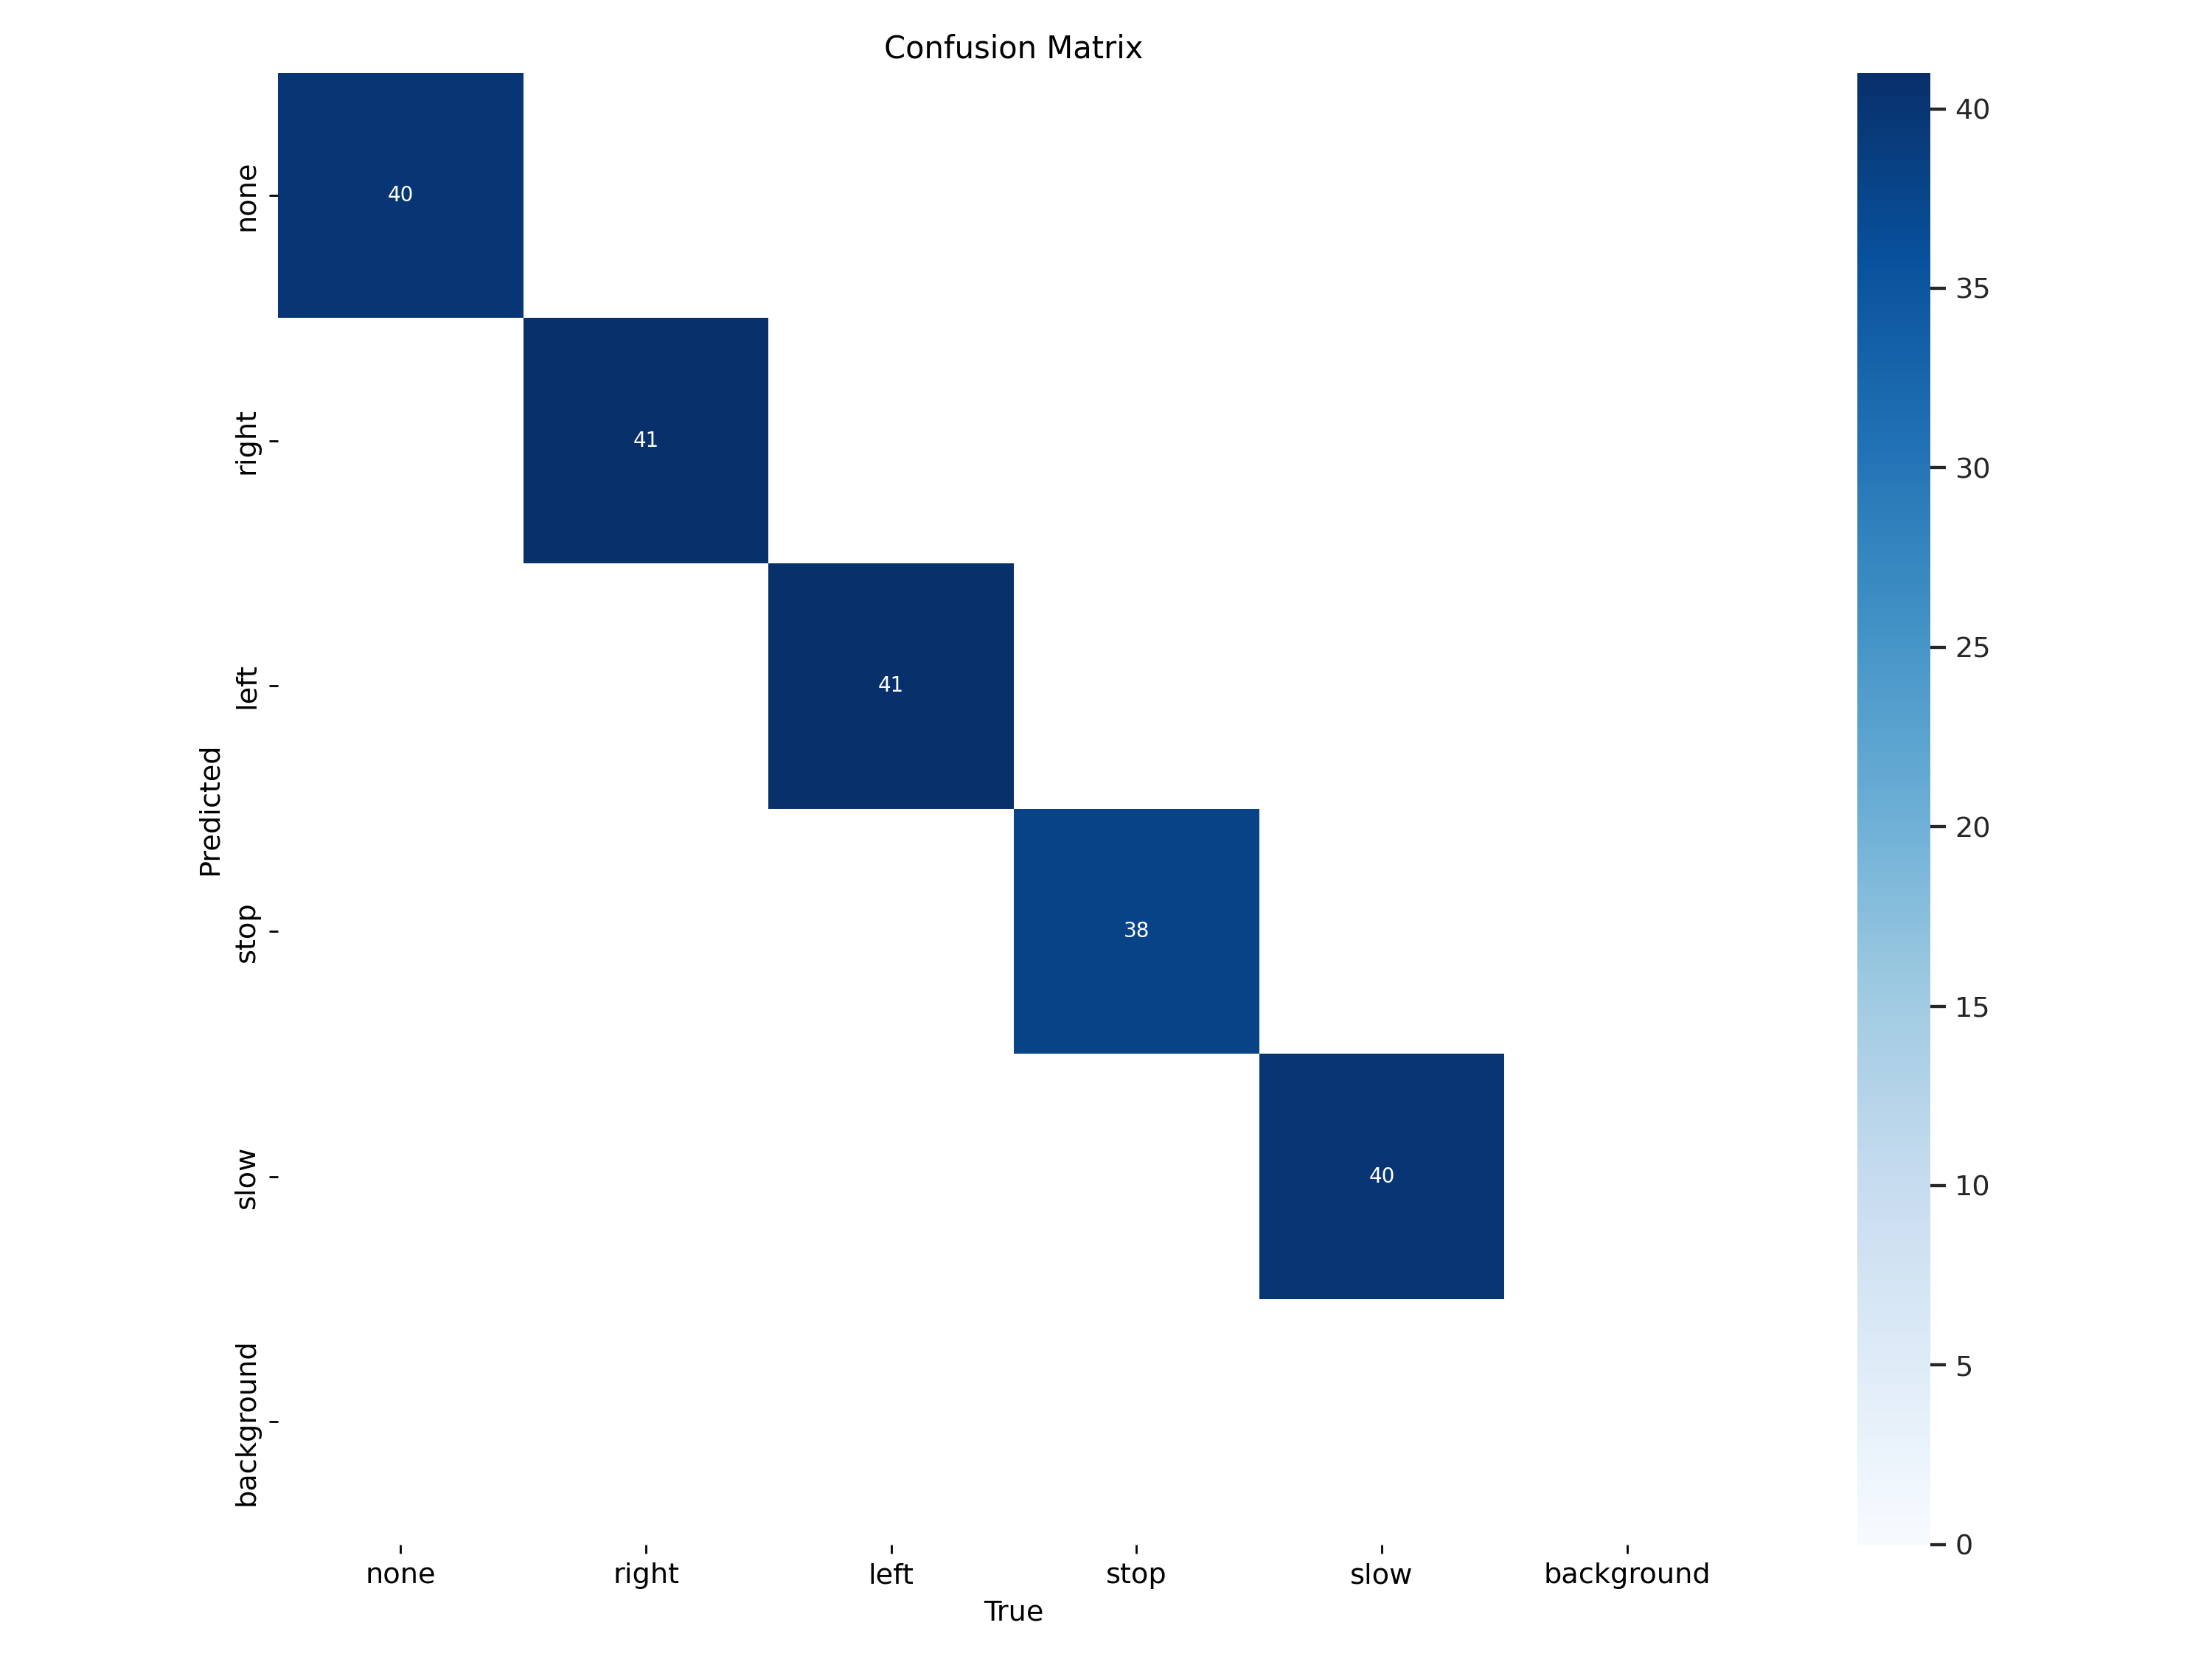 Confusion Matrix
none
right
left
stop
slow
background
Predicted
40
41
41
38
40
none
right
left
stop
slow
background
True
40
35
30
25
20
15
10
5
0